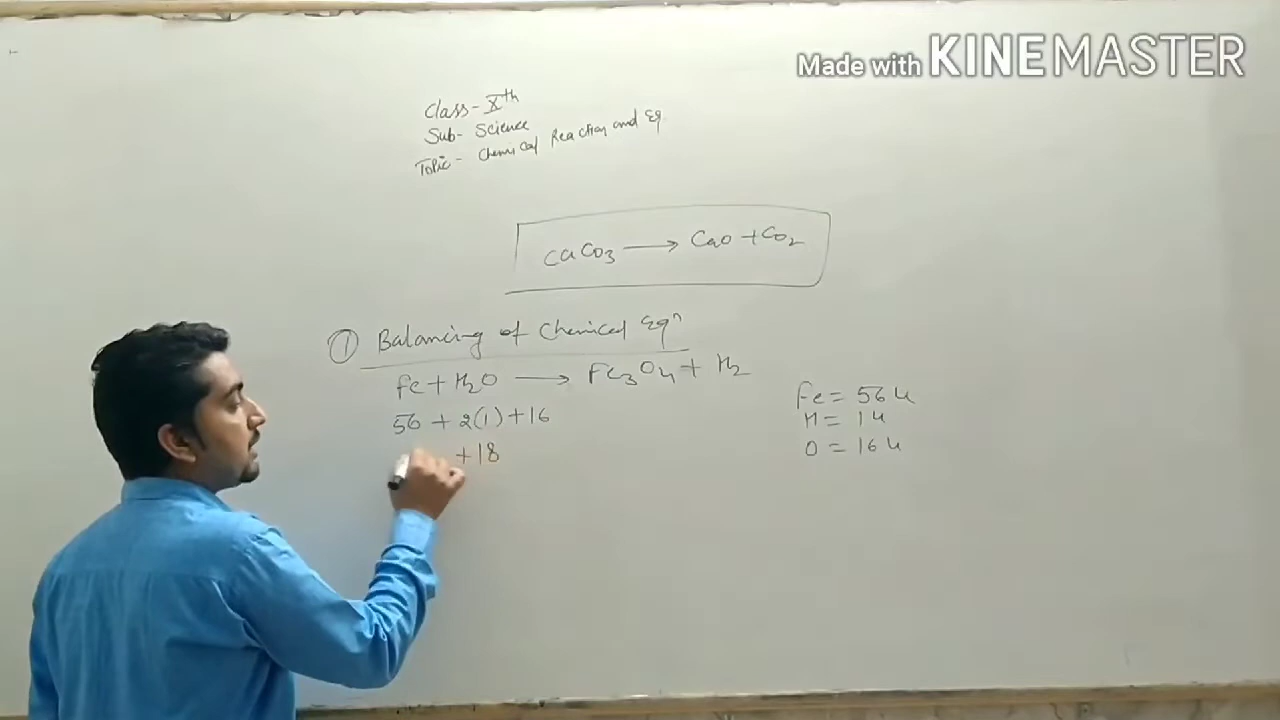 Made with KINEMASTER
Class - Xth
Sub - Science
Topic - Chemical Reaction and Eq
CaCO3 → CaO + CO2
① Balancing of Chemical Eqn
Fe + H2O → Fe3O4 + H2
56 + 2(1) + 16
+ 18
Fe = 56 u
H = 1 u
O = 16 u